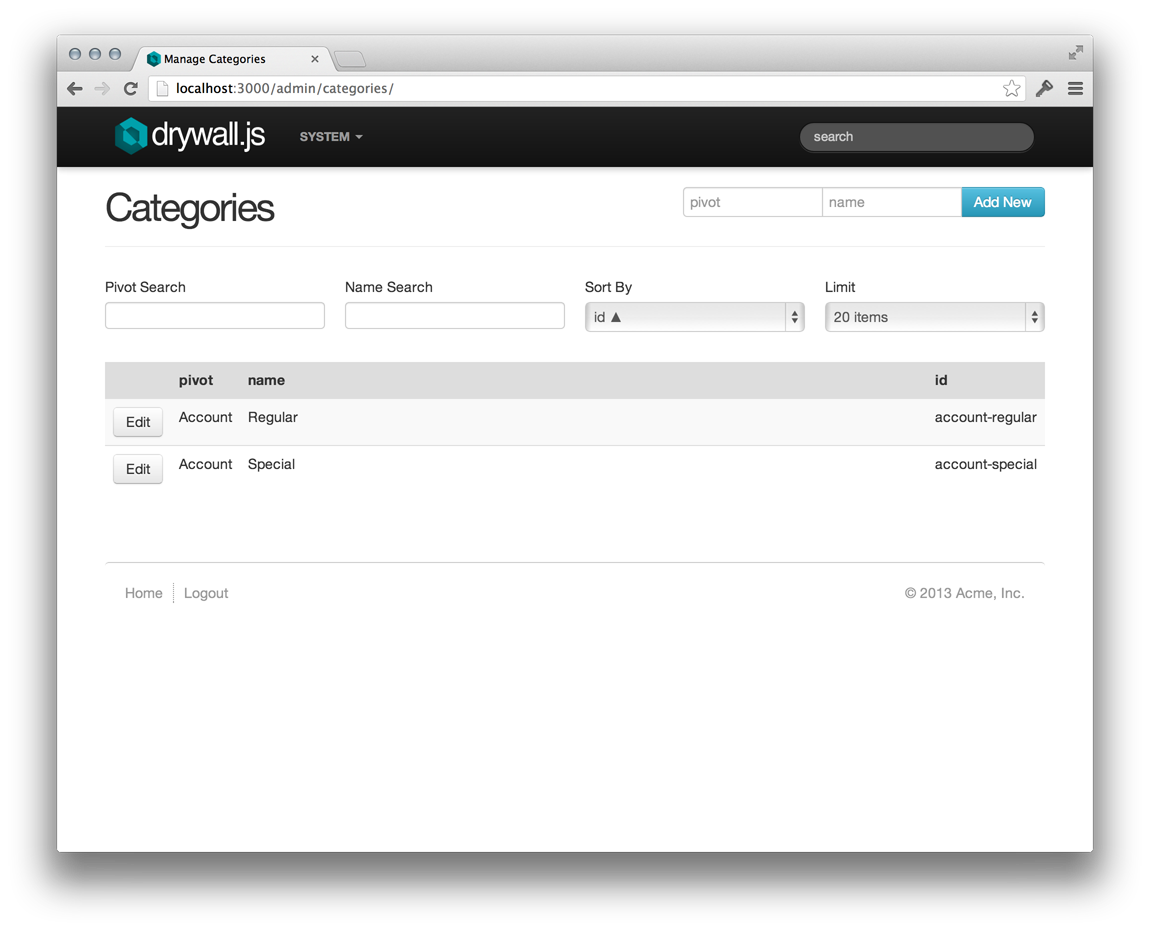 Manage Categories
localhost:3000/admin/categories/
drywall.js SYSTEM search
Categories pivot name Add New
Pivot Search Name Search Sort By Limit
id ▲ 20 items
pivot name id
Edit Account Regular account-regular
Edit Account Special account-special
Home Logout © 2013 Acme, Inc.